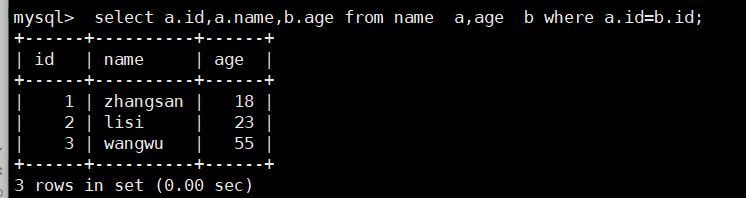 mysql>  select a.id,a.name,b.age from name  a,age  b where a.id=b.id;
+------+----------+------+
| id   | name     | age  |
+------+----------+------+
|    1 | zhangsan |   18 |
|    2 | lisi     |   23 |
|    3 | wangwu   |   55 |
+------+----------+------+
3 rows in set (0.00 sec)